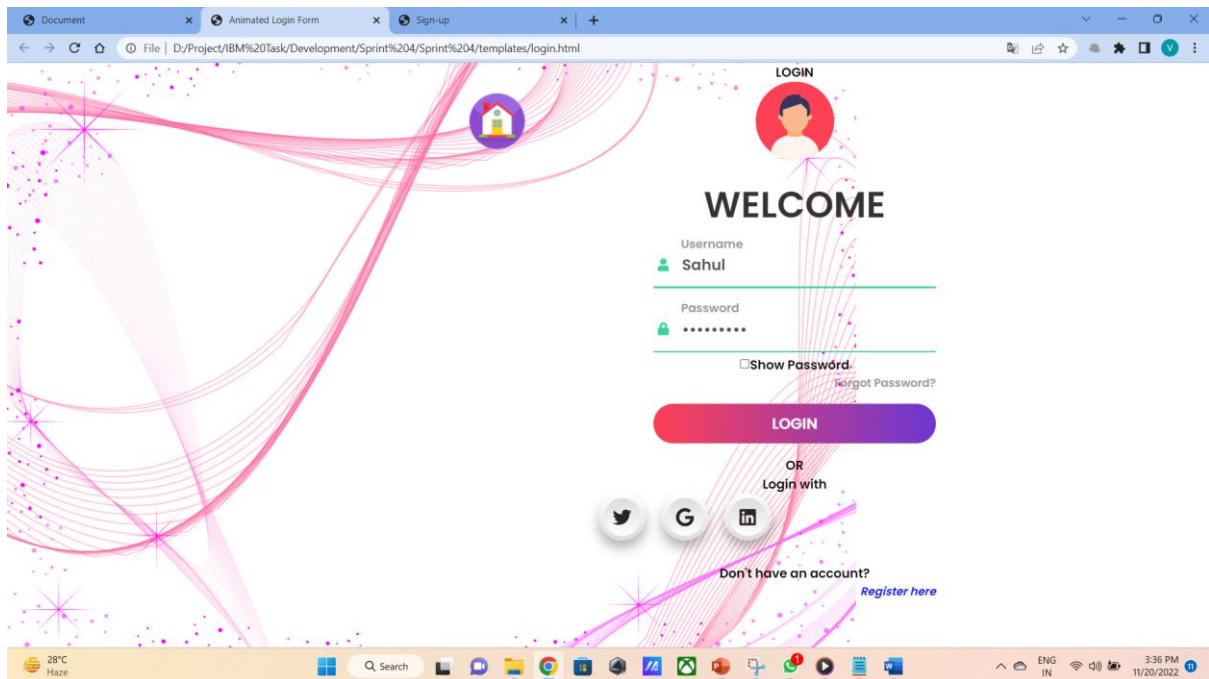 Document
Animated Login Form
Sign-up
File | D:/Project/IBM%20Task/Development/Sprint%204/Sprint%204/templates/login.html
V
LOGIN
WELCOME
Username
Sahul
Password
•••••••••
Show Password
Forgot Password?
LOGIN
OR
Login with
G
in
Don't have an account?
Register here
28°C
Haze
Search
1
ENG
IN
3:36 PM
11/20/2022